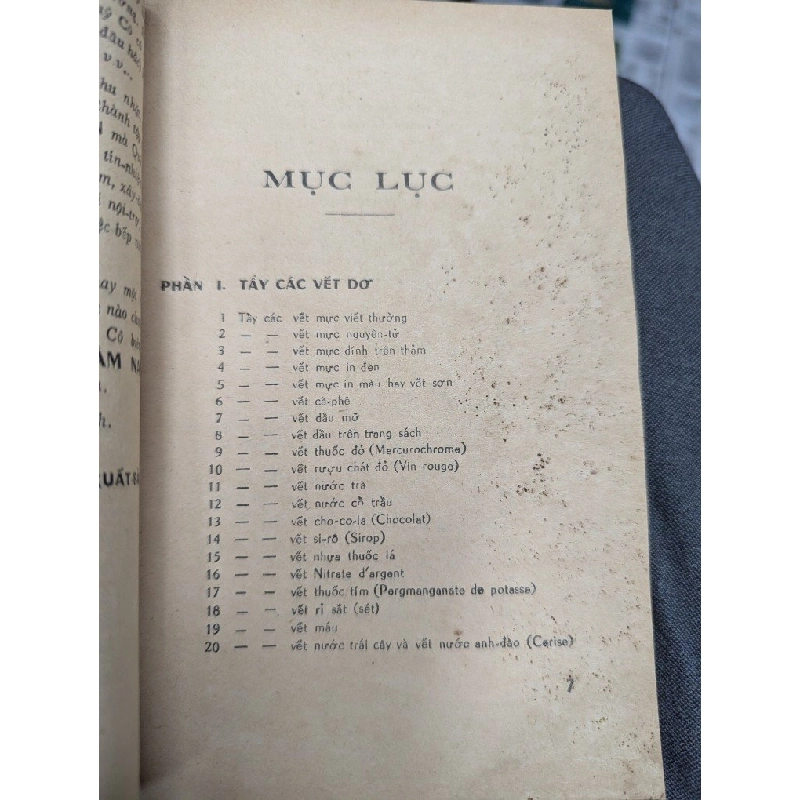 MỤC LỤC
PHẦN I. TẨY CÁC VẾT DƠ
1 Tẩy các vết mực viết thường
2 — — vết mực nguyên-tử
3 — — vết mực dính trên thảm
4 — — vết mực in đen
5 — — vết mực in màu hay vết sơn
6 — — vết cà-phê
7 — — vết dầu mỡ
8 — — vết dầu trên trang sách
9 — — vết thuốc đỏ (Mercurochrome)
10 — — vết rượu chát đỏ (Vin rouge)
11 — — vết nước trà
12 — — vết nước cổ trầu
13 — — vết cho-co-la (Chocolat)
14 — — vết si-rô (Sirop)
15 — — vết nhựa thuốc lá
16 — — vết Nitrate d'argent
17 — — vết thuốc tím (Pergmanganate de potasse)
18 — — vết rỉ sắt (sét)
19 — — vết máu
20 — — vết nước trái cây và vết nước anh-đào (Cerise)
7